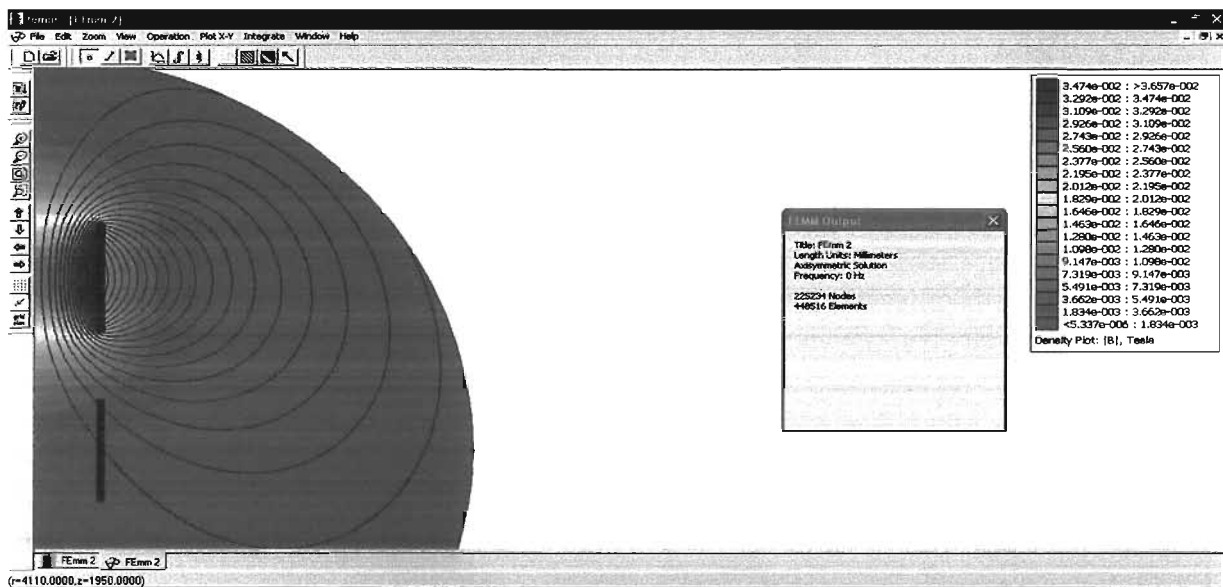 femm - [FEmm 2]
File Edit Zoom View Operation Plot X-Y Integrate Window Help
3.474e-002 : >3.657e-002
3.292e-002 : 3.474e-002
3.109e-002 : 3.292e-002
2.926e-002 : 3.109e-002
2.743e-002 : 2.926e-002
2.560e-002 : 2.743e-002
2.377e-002 : 2.560e-002
2.195e-002 : 2.377e-002
2.012e-002 : 2.195e-002
1.829e-002 : 2.012e-002
1.646e-002 : 1.829e-002
1.463e-002 : 1.646e-002
1.280e-002 : 1.463e-002
1.098e-002 : 1.280e-002
9.147e-003 : 1.098e-002
7.319e-003 : 9.147e-003
5.491e-003 : 7.319e-003
3.662e-003 : 5.491e-003
1.834e-003 : 3.662e-003
<5.337e-006 : 1.834e-003
Density Plot: |B|, Tesla
FEMM Output
Title: FEmm 2
Length Units: Millimeters
Axisymmetric Solution
Frequency: 0 Hz
225234 Nodes
448516 Elements
FEmm 2 FEmm 2
(r=4110.0000,z=1950.0000)